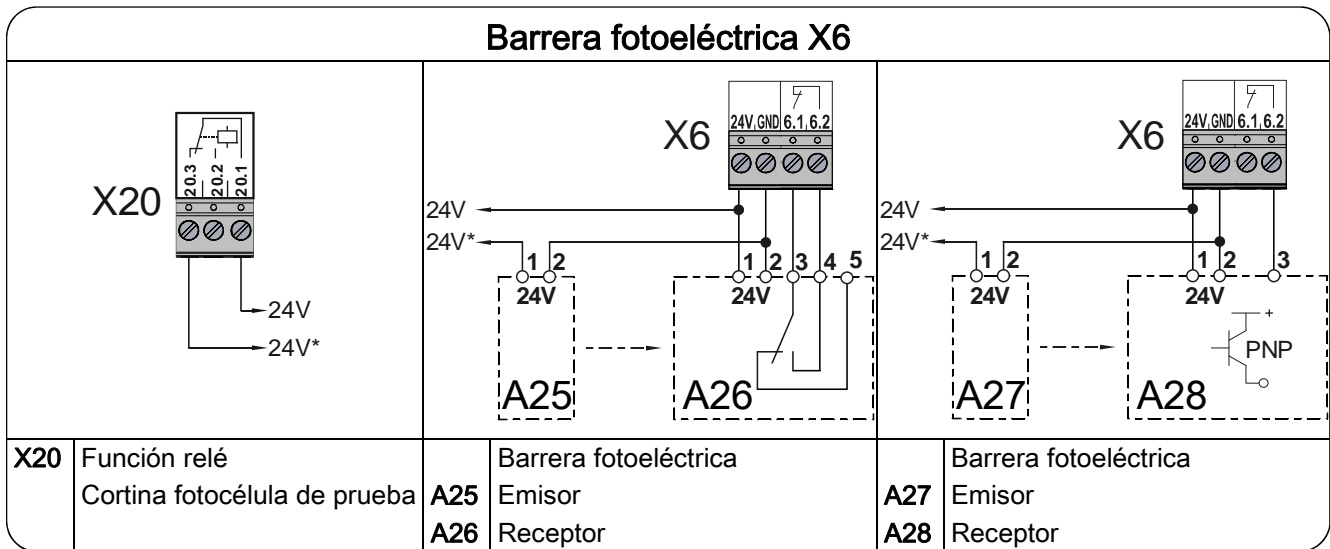 Barrera fotoeléctrica X6
X20
20.3 20.2 20.1
24V
24V*
X6
24V GND 6.1 6.2
24V
24V*
1 2
24V
A25
1 2 3 4 5
24V
A26
X6
24V GND 6.1 6.2
24V
24V*
1 2
24V
A27
1 2 3
24V
+
PNP
A28
X20 Función relé
Cortina fotocélula de prueba
Barrera fotoeléctrica
A25 Emisor
A26 Receptor
Barrera fotoeléctrica
A27 Emisor
A28 Receptor